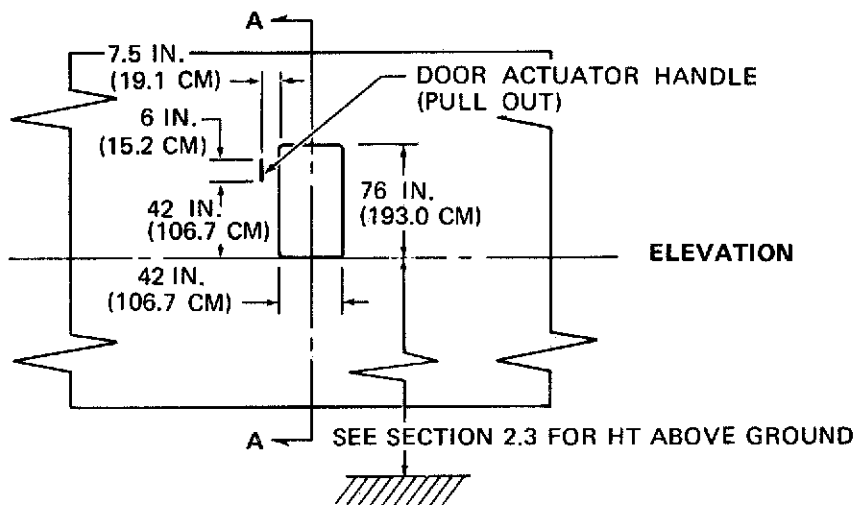 A
7.5 IN.
(19.1 CM)
DOOR ACTUATOR HANDLE
(PULL OUT)
6 IN.
(15.2 CM)
42 IN.
(106.7 CM)
76 IN.
(193.0 CM)
ELEVATION
42 IN.
(106.7 CM)
A
SEE SECTION 2.3 FOR HT ABOVE GROUND